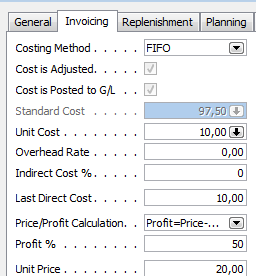 General Invoicing Replenishment Planning
Costing Method . . . . . FIFO
Cost is Adjusted. . . . . .
Cost is Posted to G/L . .
Standard Cost . . . . . . 97,50
Unit Cost . . . . . . . . . 10,00
Overhead Rate . . . . . 0,00
Indirect Cost % . . . . . 0
Last Direct Cost . . . . . 10,00
Price/Profit Calculation. . Profit=Price-...
Profit % . . . . . . . . . 50
Unit Price . . . . . . . . 20,00